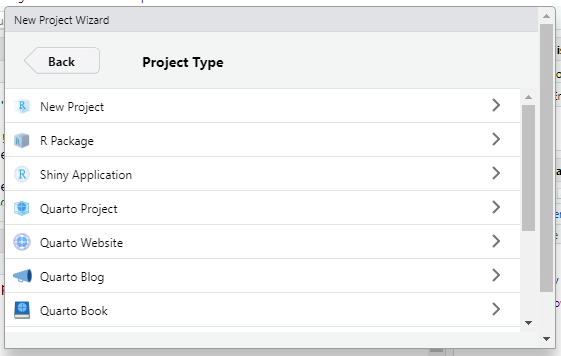 New Project Wizard
Back
Project Type
New Project
R Package
Shiny Application
Quarto Project
Quarto Website
Quarto Blog
Quarto Book